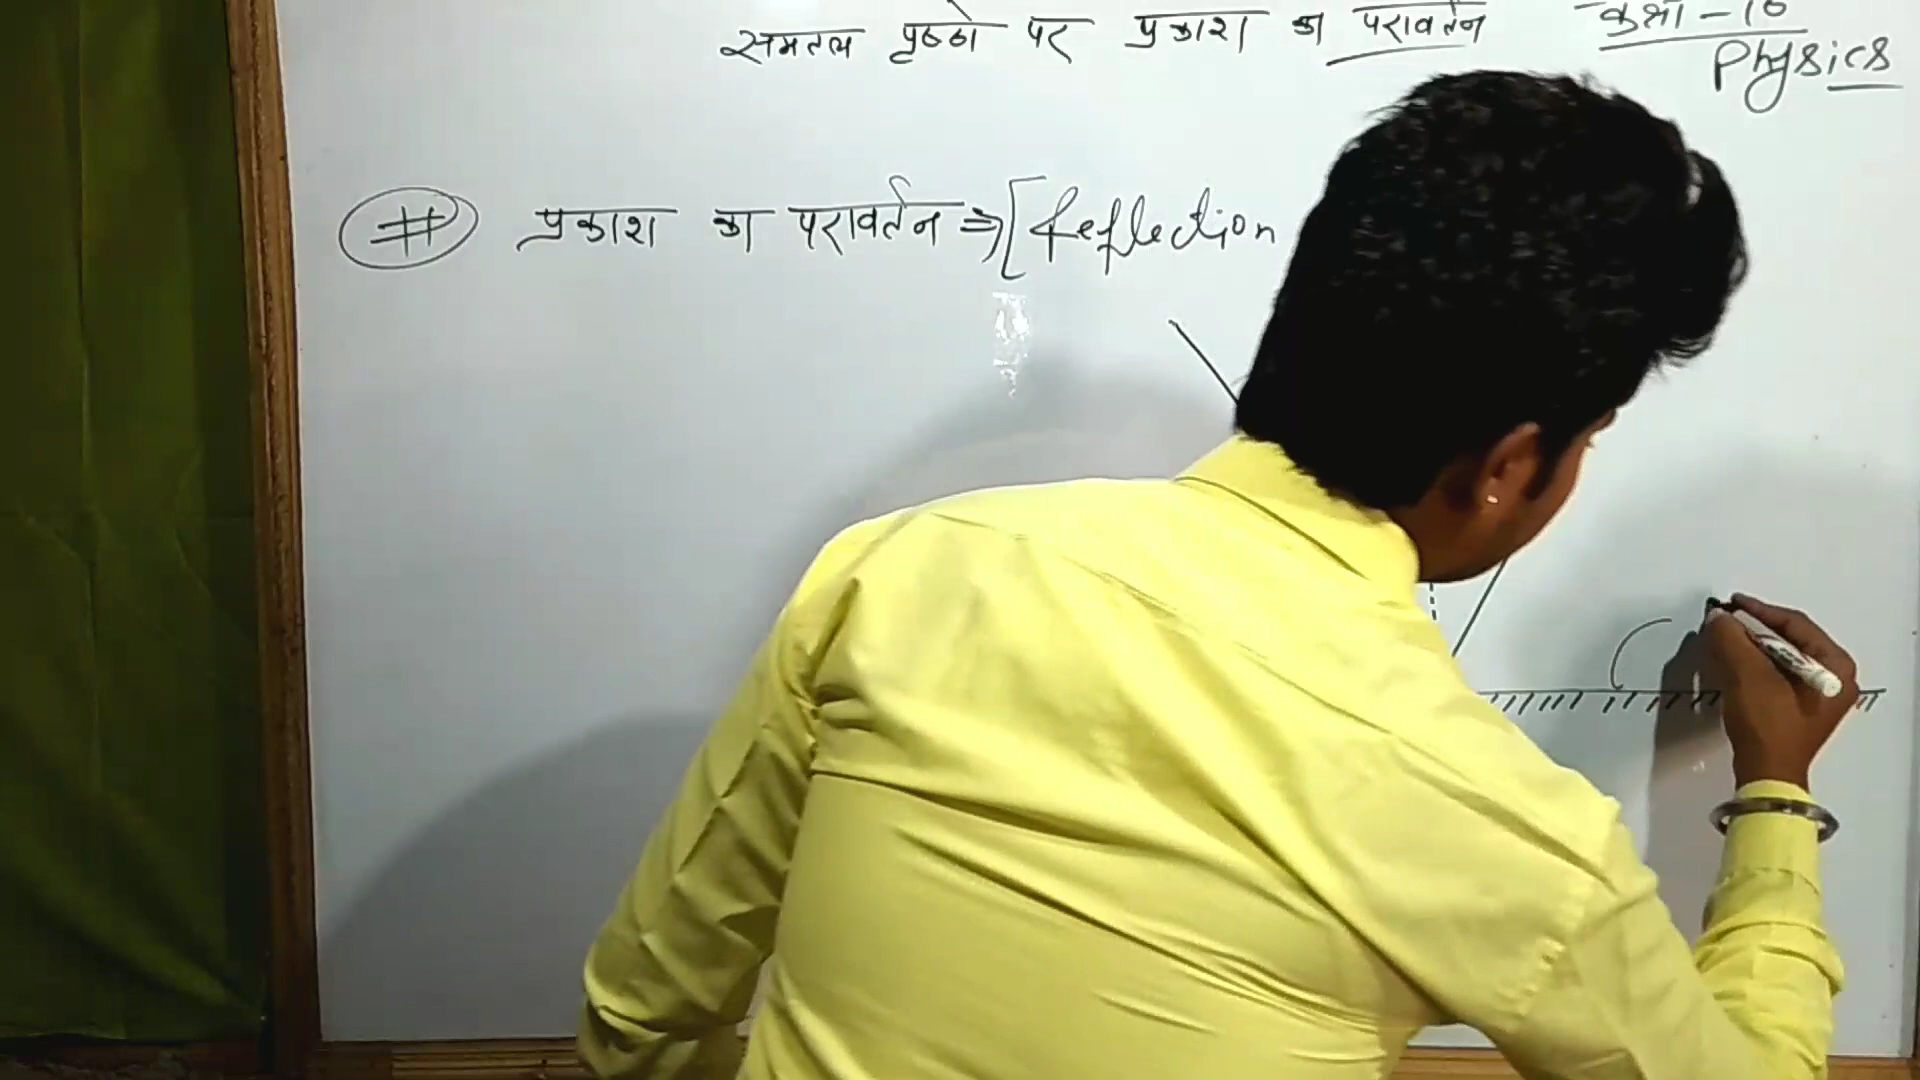 समतल पृष्ठो पर प्रकाश का परावर्तन
कक्षा - 10
Physics
# प्रकाश का परावर्तन ⇒ [Reflection